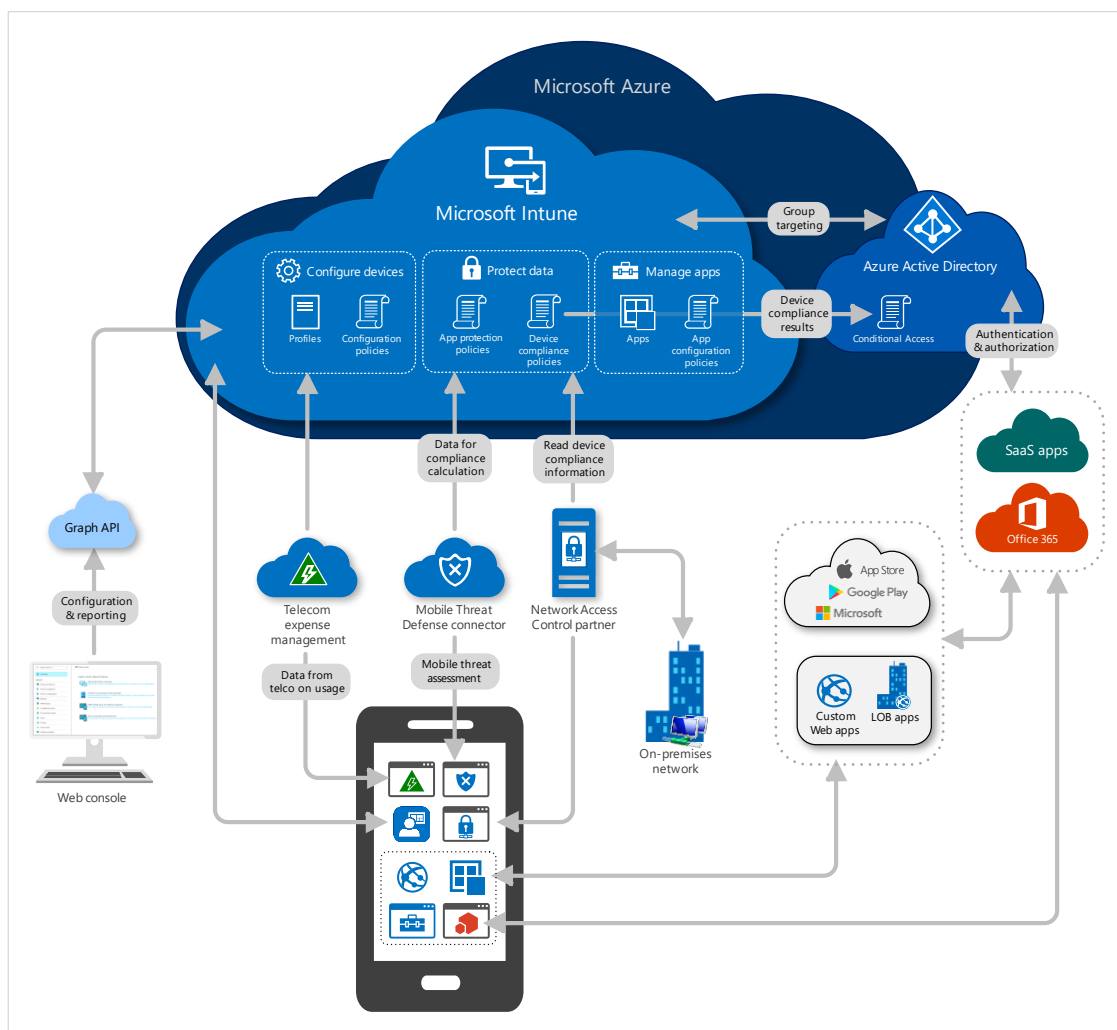 Microsoft Azure
Microsoft Intune
Group
targeting
Azure Active Directory
Configure devices
Protect data
Manage apps
Profiles
Configuration
policies
App protection
policies
Device
compliance
policies
Apps
App
configuration
policies
Device
compliance
results
Conditional Access
Authentication
& authorization
Data for
compliance
calculation
Read device
compliance
information
SaaS apps
Office 365
Graph API
Configuration
& reporting
Telecom
expense
management
Mobile Threat
Defense connector
Network Access
Control partner
App Store
Google Play
Microsoft
Data from
telco on usage
Mobile threat
assessment
Custom
Web apps
LOB apps
On-premises
network
Web console